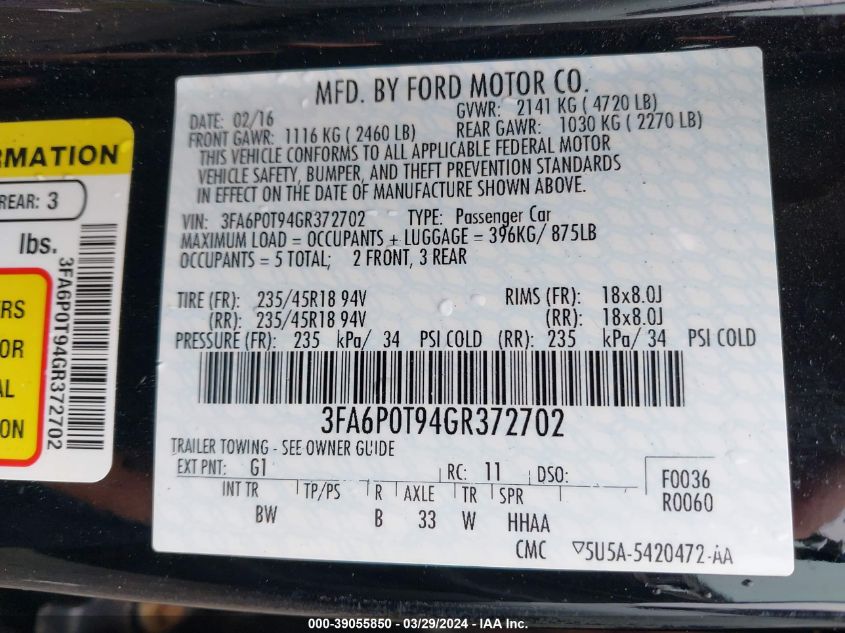 MFD. BY FORD MOTOR CO.
DATE: 02/16 GVWR: 2141 KG ( 4720 LB)
FRONT GAWR: 1116 KG ( 2460 LB) REAR GAWR: 1030 KG ( 2270 LB)
THIS VEHICLE CONFORMS TO ALL APPLICABLE FEDERAL MOTOR
VEHICLE SAFETY, BUMPER, AND THEFT PREVENTION STANDARDS
IN EFFECT ON THE DATE OF MANUFACTURE SHOWN ABOVE.
VIN: 3FA6P0T94GR372702 TYPE: Passenger Car
MAXIMUM LOAD = OCCUPANTS + LUGGAGE = 396KG/ 875LB
OCCUPANTS = 5 TOTAL; 2 FRONT, 3 REAR
TIRE (FR): 235/45R18 94V RIMS (FR): 18x8.0J
(RR): 235/45R18 94V (RR): 18x8.0J
PRESSURE (FR): 235 kPa/ 34 PSI COLD (RR): 235 kPa/ 34 PSI COLD
3FA6P0T94GR372702
TRAILER TOWING - SEE OWNER GUIDE
EXT PNT: G1 RC: 11 DSO: F0036
INT TR TP/PS R AXLE TR SPR R0060
BW B 33 W HHAA
CMC 5U5A-5420472-AA
RMATION
REAR: 3
lbs.
3FA6P0T94GR372702
ERS
OR
AL
ON
000-39055850 - 03/29/2024 - IAA Inc.